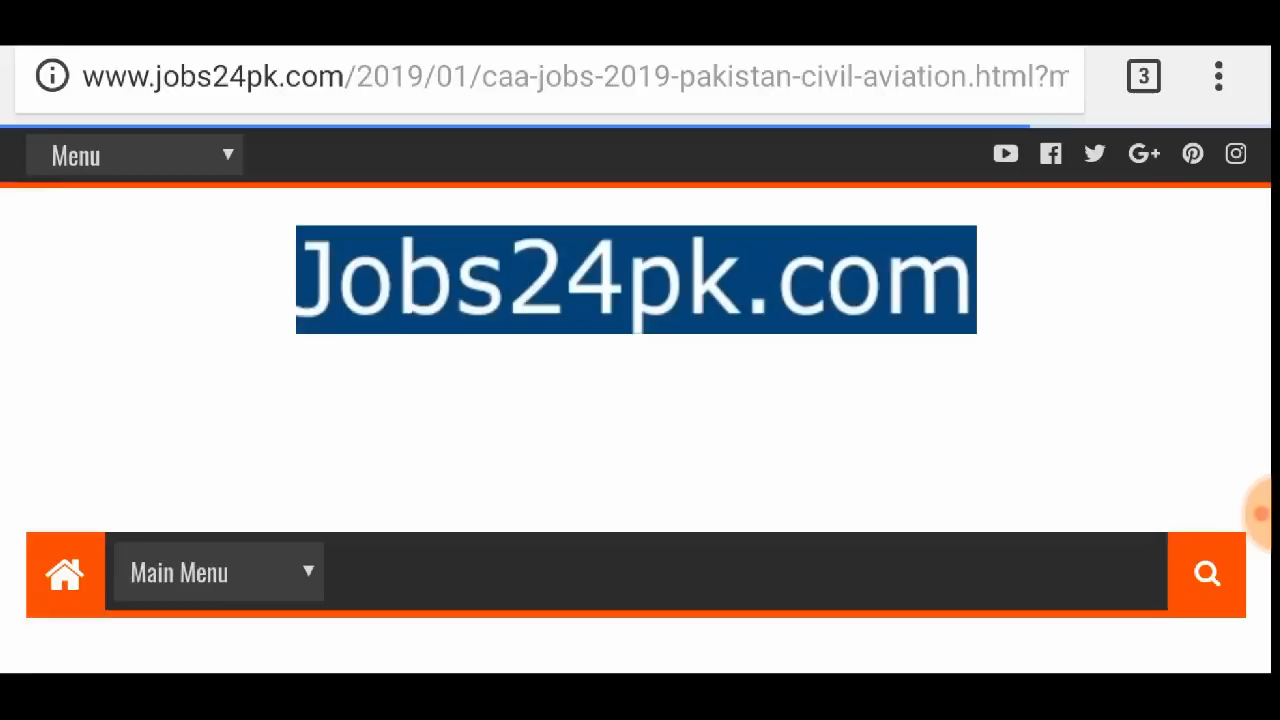 www.jobs24pk.com/2019/01/caa-jobs-2019-pakistan-civil-aviation.html?m
3
Menu
G+
Jobs24pk.com
Main Menu